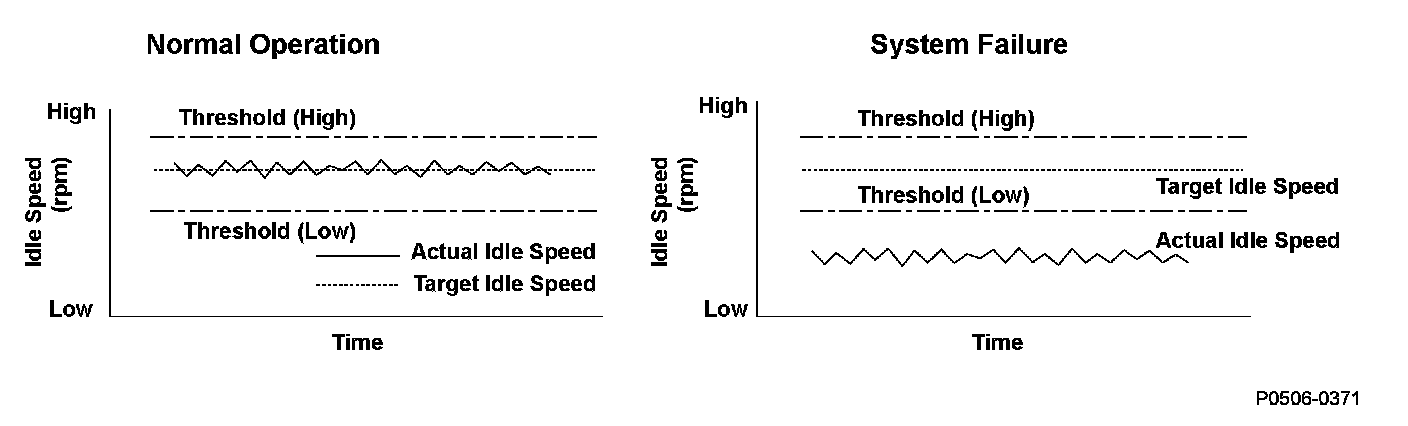 Normal Operation
High
Threshold (High)
Idle Speed
(rpm)
Threshold (Low)
Actual Idle Speed
Target Idle Speed
Low
Time
System Failure
High
Threshold (High)
Idle Speed
(rpm)
Target Idle Speed
Threshold (Low)
Actual Idle Speed
Low
Time
P0506-0371